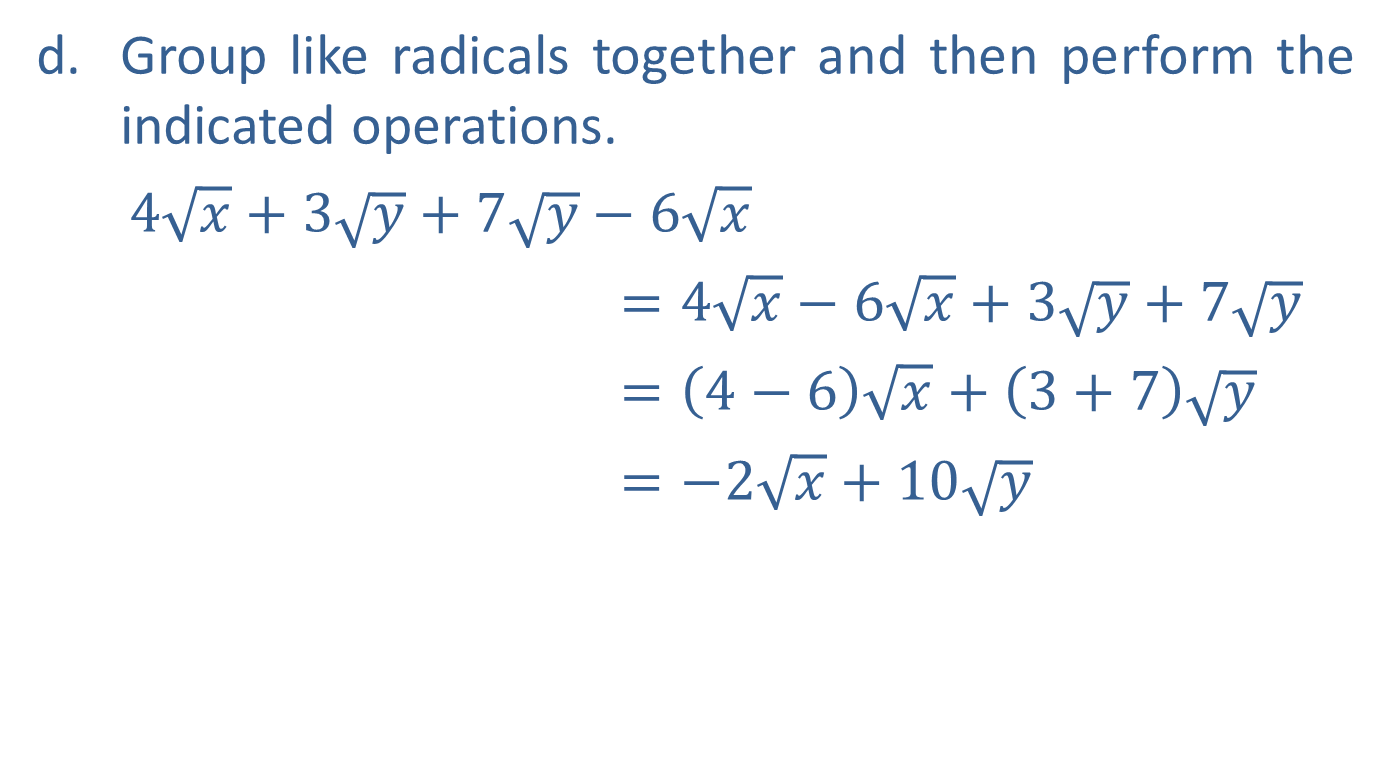 d. Group like radicals together and then perform the
indicated operations.
4√x + 3√y + 7√y − 6√x
= 4√x − 6√x + 3√y + 7√y
= (4 − 6)√x + (3 + 7)√y
= −2√x + 10√y